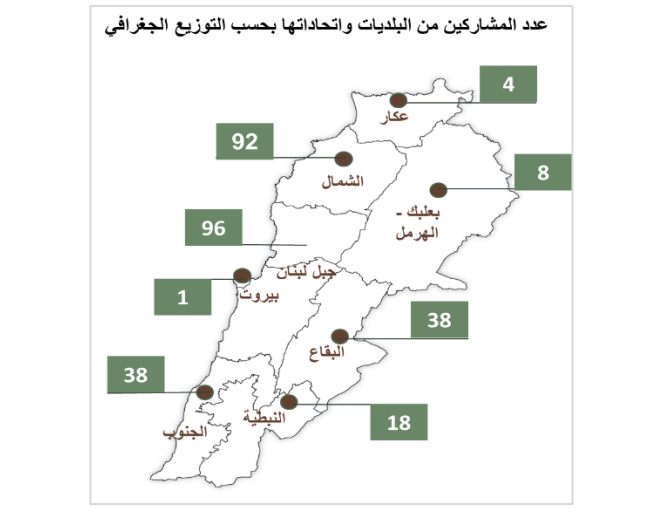 عدد المشاركين من البلديات واتحاداتها بحسب التوزيع الجغرافي
4
عكار
92
الشمال
8
بعلبك -
الهرمل
96
جبل لبنان
1
بيروت
38
البقاع
38
الجنوب
18
النبطية